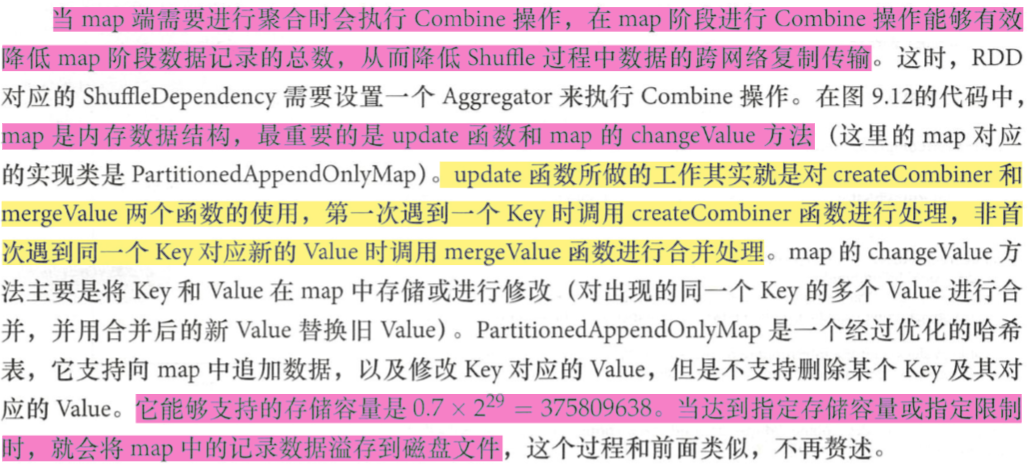 当 map 端需要进行聚合时会执行 Combine 操作，在 map 阶段进行 Combine 操作能够有效
降低 map 阶段数据记录的总数，从而降低 Shuffle 过程中数据的跨网络复制传输。这时，RDD
对应的 ShuffleDependency 需要设置一个 Aggregator 来执行 Combine 操作。在图 9.12的代码中，
map 是内存数据结构，最重要的是 update 函数和 map 的 changeValue 方法（这里的 map 对应
的实现类是 PartitionedAppendOnlyMap）。update 函数所做的工作其实就是对 createCombiner 和
mergeValue 两个函数的使用，第一次遇到一个 Key 时调用 createCombiner 函数进行处理，非首
次遇到同一个 Key 对应新的 Value 时调用 mergeValue 函数进行合并处理。map 的 changeValue 方
法主要是将 Key 和 Value 在 map 中存储或进行修改（对出现的同一个 Key 的多个 Value 进行合
并，并用合并后的新 Value 替换旧 Value）。PartitionedAppendOnlyMap 是一个经过优化的哈希
表，它支持向 map 中追加数据，以及修改 Key 对应的 Value，但是不支持删除某个 Key 及其对
应的 Value。它能够支持的存储容量是 0.7 × 2²⁹ = 375809638。当达到指定存储容量或指定限制
时，就会将 map 中的记录数据溢存到磁盘文件，这个过程和前面类似，不再赘述。